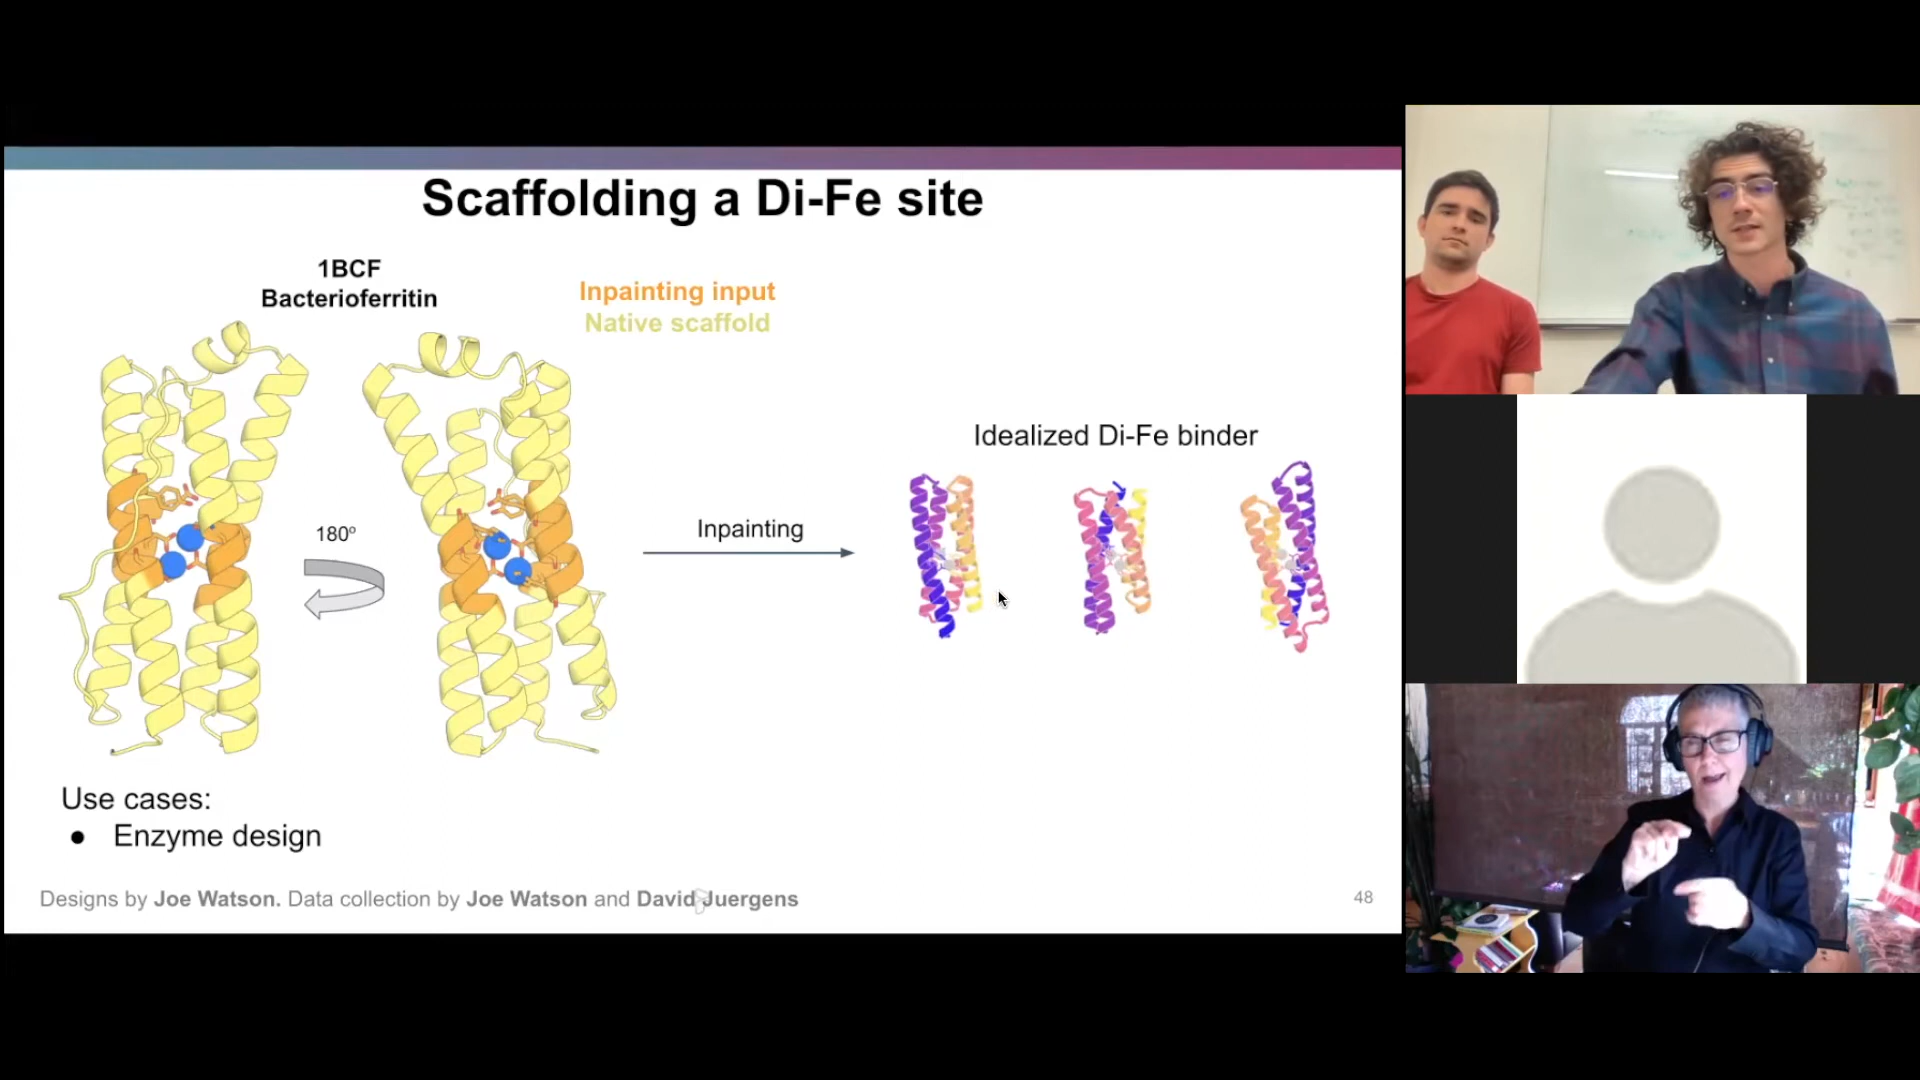 Scaffolding a Di-Fe site
1BCF
Bacterioferritin
Inpainting input
Native scaffold
180º
Inpainting
Idealized Di-Fe binder
Use cases:
● Enzyme design
Designs by Joe Watson. Data collection by Joe Watson and David Juergens
48